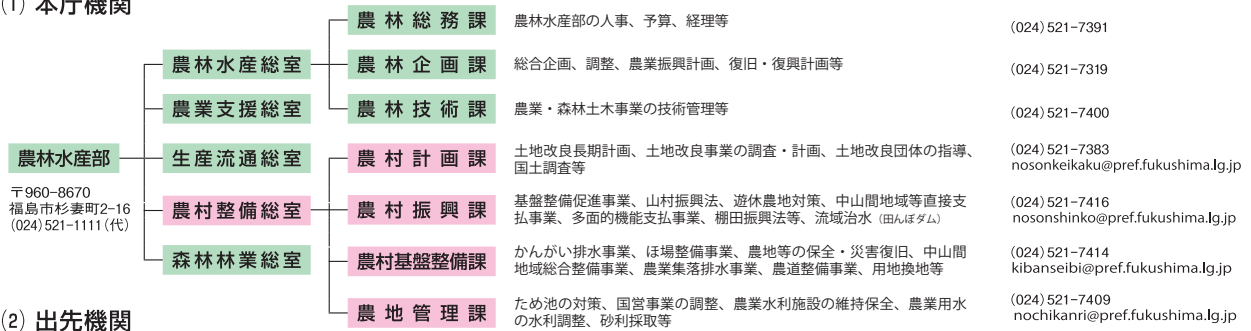 (1) 本庁機関
農林総務課 農林水産部の人事、予算、経理等 (024)521-7391
農林水産総室 農林企画課 総合企画、調整、農業振興計画、復旧・復興計画等 (024)521-7319
農業支援総室 農林技術課 農業・森林土木事業の技術管理等 (024)521-7400
農林水産部
〒960-8670
福島市杉妻町2-16
(024)521-1111(代)
生産流通総室
農村整備総室
森林林業総室
農村計画課
土地改良長期計画、土地改良事業の調査・計画、土地改良団体の指導、
国土調査等
(024)521-7383
nosonkeikaku@pref.fukushima.lg.jp
農村振興課
基盤整備促進事業、山村振興法、遊休農地対策、中山間地域等直接支
払事業、多面的機能支払事業、棚田振興法等、流域治水(田んぼダム)
(024)521-7416
nosonshinko@pref.fukushima.lg.jp
農村基盤整備課
かんがい排水事業、ほ場整備事業、農地等の保全・災害復旧、中山間
地域総合整備事業、農業集落排水事業、農道整備事業、用地換地等
(024)521-7414
kibanseibi@pref.fukushima.lg.jp
農地管理課
ため池の対策、国営事業の調整、農業水利施設の維持保全、農業用水
の水利調整、砂利採取等
(024)521-7409
nochikanri@pref.fukushima.lg.jp
(2) 出先機関